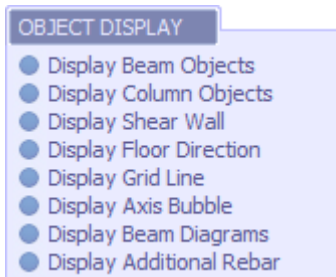 OBJECT DISPLAY
Display Beam Objects
Display Column Objects
Display Shear Wall
Display Floor Direction
Display Grid Line
Display Axis Bubble
Display Beam Diagrams
Display Additional Rebar